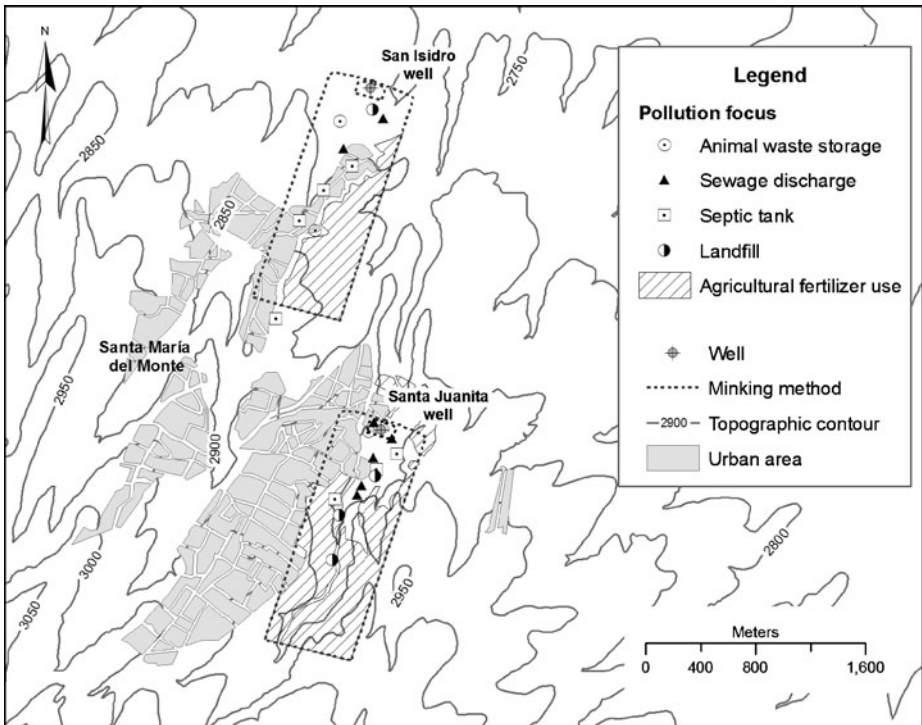 N
San Isidro
well
2750
2850
2850
Santa María
del Monte
2950
2900
Santa Juanita
well
3000
3050
2950
2800
Legend
Pollution focus
Animal waste storage
Sewage discharge
Septic tank
Landfill
Agricultural fertilizer use
Well
Minking method
2900
Topographic contour
Urban area
Meters
0 400 800 1,600